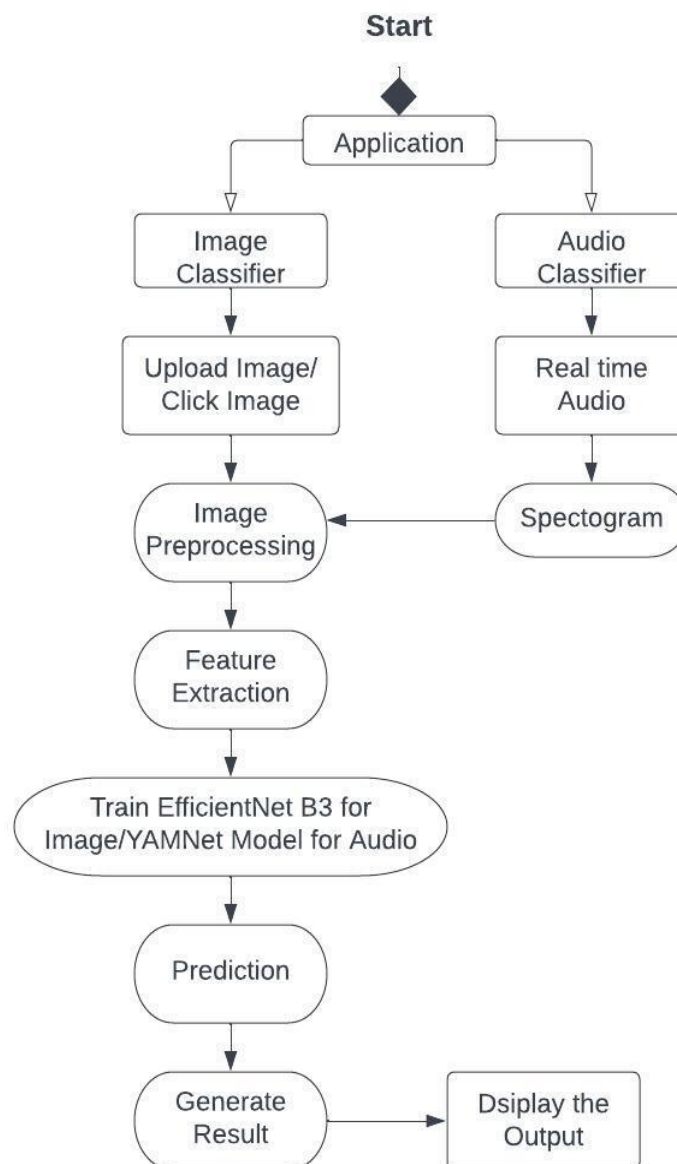 Start
Application
Image
Classifier
Audio
Classifier
Upload Image/
Click Image
Real time
Audio
Image
Preprocessing
Spectogram
Feature
Extraction
Train EfficientNet B3 for
Image/YAMNet Model for Audio
Prediction
Generate
Result
Dsiplay the
Output